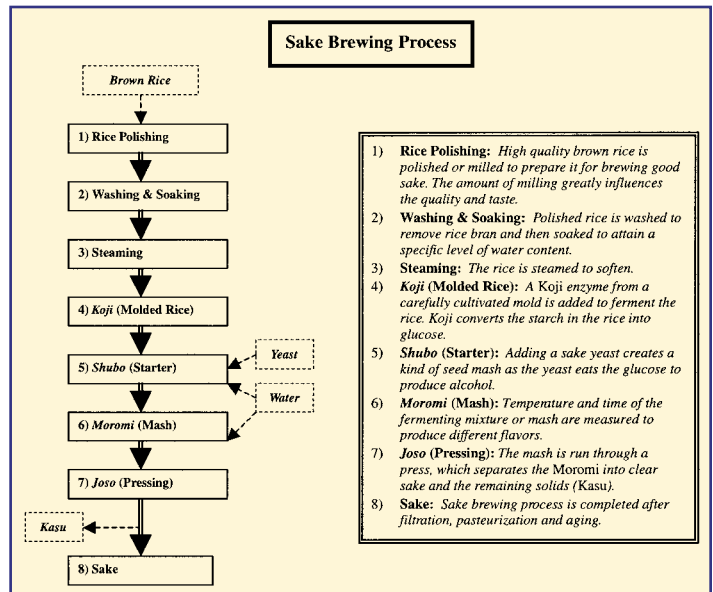 Sake Brewing Process
Brown Rice
1) Rice Polishing
2) Washing & Soaking
3) Steaming
4) Koji (Molded Rice)
Yeast
5) Shubo (Starter)
Water
6) Moromi (Mash)
7) Joso (Pressing)
Kasu
8) Sake
1) Rice Polishing: High quality brown rice is
polished or milled to prepare it for brewing good
sake. The amount of milling greatly influences
the quality and taste.
2) Washing & Soaking: Polished rice is washed to
remove rice bran and then soaked to attain a
specific level of water content.
3) Steaming: The rice is steamed to soften.
4) Koji (Molded Rice): A Koji enzyme from a
carefully cultivated mold is added to ferment the
rice. Koji converts the starch in the rice into
glucose.
5) Shubo (Starter): Adding a sake yeast creates a
kind of seed mash as the yeast eats the glucose to
produce alcohol.
6) Moromi (Mash): Temperature and time of the
fermenting mixture or mash are measured to
produce different flavors.
7) Joso (Pressing): The mash is run through a
press, which separates the Moromi into clear
sake and the remaining solids (Kasu).
8) Sake: Sake brewing process is completed after
filtration, pasteurization and aging.